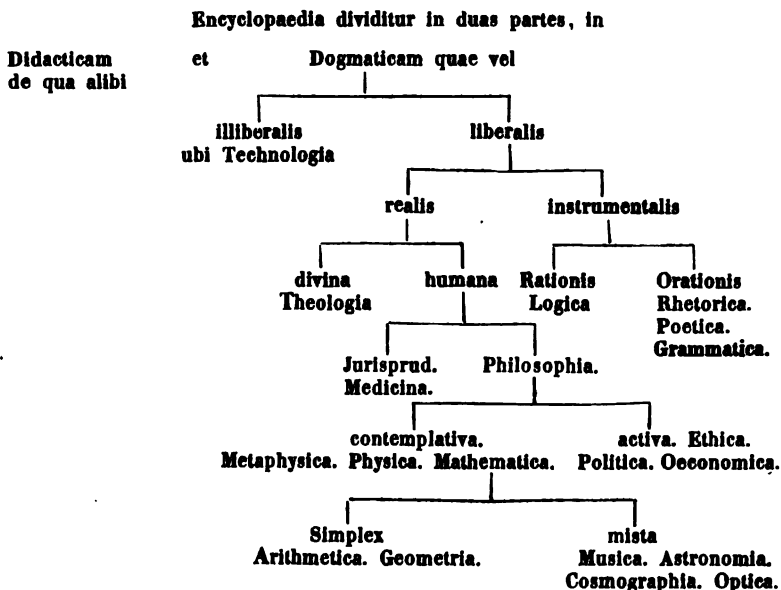 Encyclopaedia dividitur in duas partes, in
Didacticam et Dogmaticam quae vel
de qua alibi
illiberalis liberalis
ubi Technologia
realis instrumentalis
divina humana Rationis Orationis
Theologia Logica Rhetorica.
Poetica.
Grammatica.
Jurisprud. Philosophia.
Medicina.
contemplativa. activa. Ethica.
Metaphysica. Physica. Mathematica. Politica. Oeconomica.
Simplex mista
Arithmetica. Geometria. Musica. Astronomia.
Cosmographia. Optica.